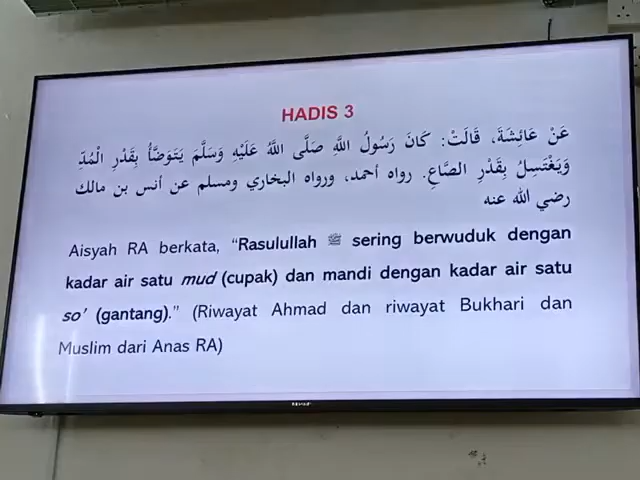 HADIS 3
عَنْ عَائِشَةَ، قَالَتْ: كَانَ رَسُولُ اللَّهِ صَلَّى اللَّهُ عَلَيْهِ وَسَلَّمَ يَتَوَضَّأُ بِقَدْرِ الْمُدِّ
وَيَغْتَسِلُ بِقَدْرِ الصَّاعِ. رواه أحمد، ورواه البخاري ومسلم عن أنس بن مالك
رضي الله عنه
Aisyah RA berkata, “Rasulullah ﷺ sering berwuduk dengan
kadar air satu mud (cupak) dan mandi dengan kadar air satu
so’ (gantang).” (Riwayat Ahmad dan riwayat Bukhari dan
Muslim dari Anas RA)